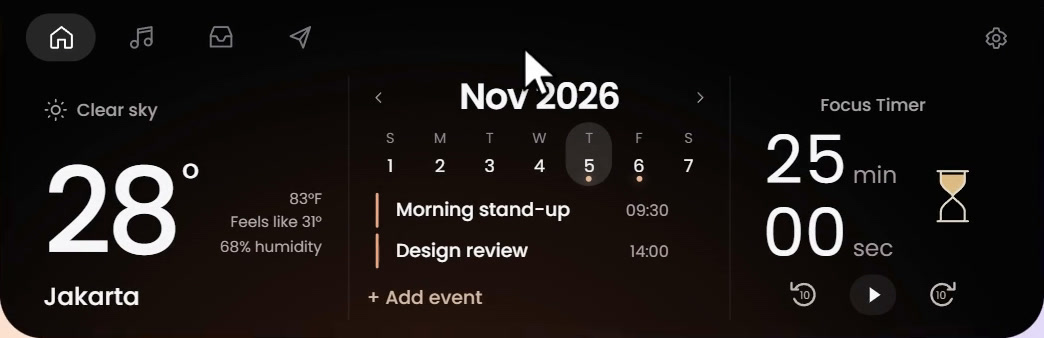 Clear sky
28°
83°F
Feels like 31°
68% humidity
Jakarta
Nov 2026
S M T W T F S
1 2 3 4 5 6 7
Morning stand-up 09:30
Design review 14:00
+ Add event
Focus Timer
25 min
00 sec
10 10